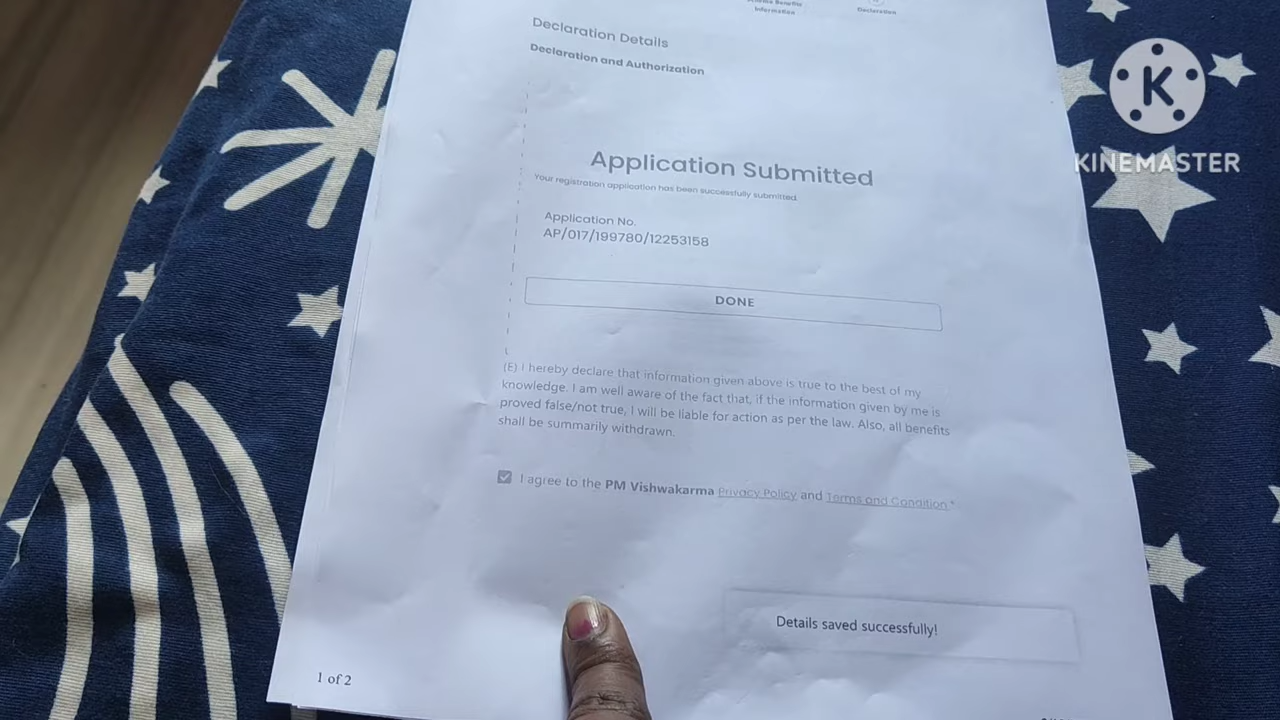 Information
Declaration
Declaration Details
Declaration and Authorization
K
KINEMASTER
Application Submitted
Your registration application has been successfully submitted.
Application No.
AP/017/199780/12253158
DONE
(E) I hereby declare that information given above is true to the best of my
knowledge. I am well aware of the fact that, if the information given by me is
proved false/not true, I will be liable for action as per the law. Also, all benefits
shall be summarily withdrawn.
I agree to the PM Vishwakarma Privacy Policy and Terms and Condition.*
Details saved successfully!
1 of 2